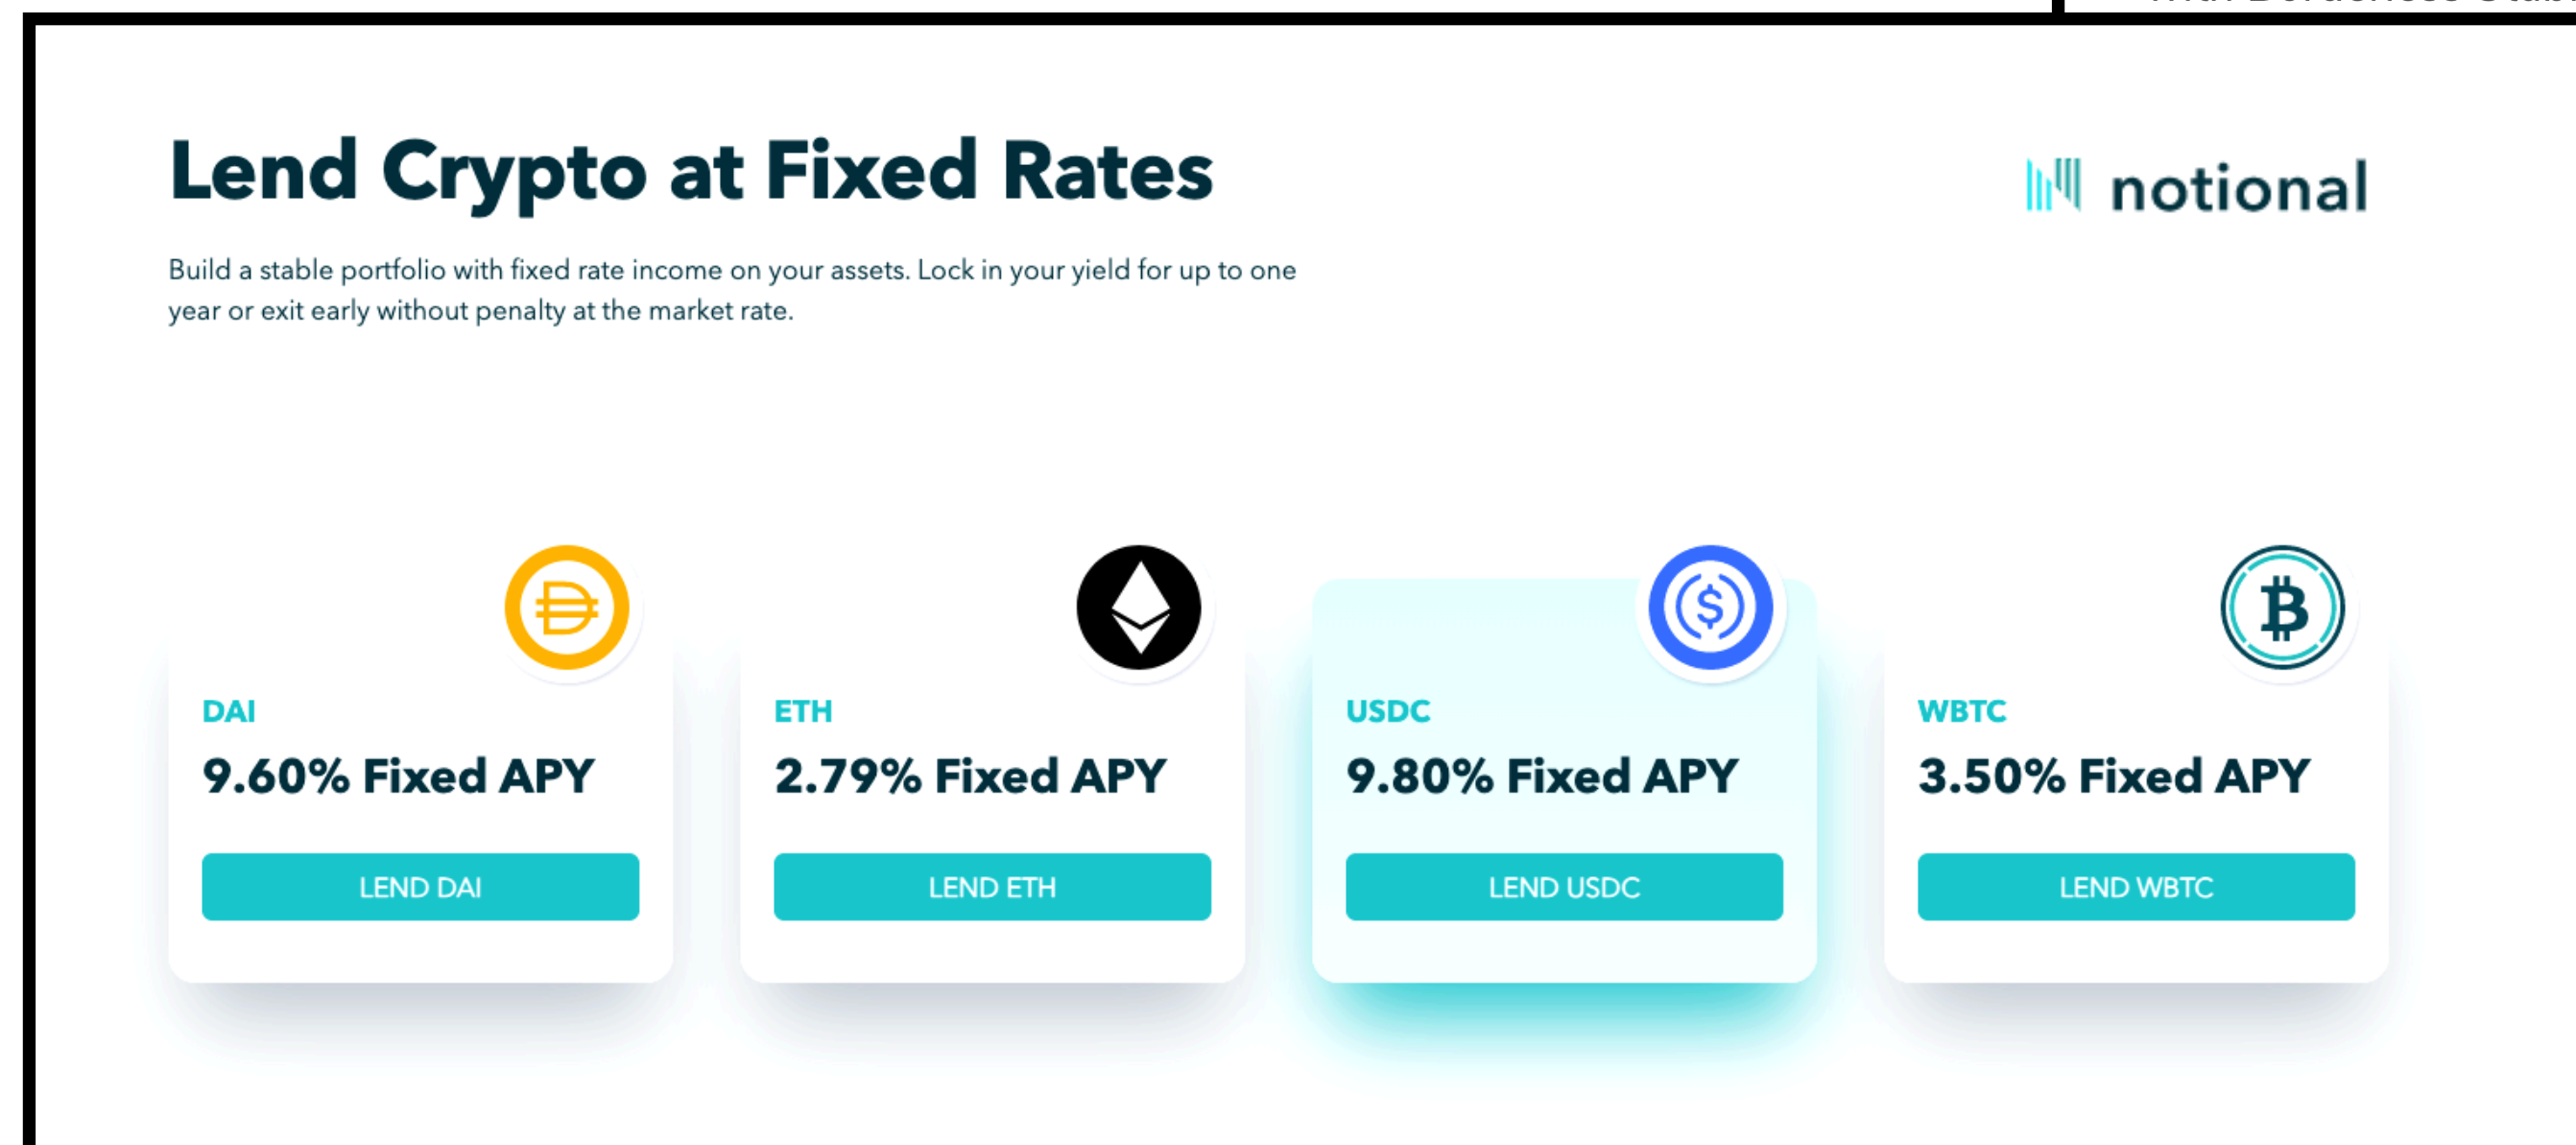 Lend Crypto at Fixed Rates
notional
Build a stable portfolio with fixed rate income on your assets. Lock in your yield for up to one
year or exit early without penalty at the market rate.
DAI
9.60% Fixed APY
LEND DAI
ETH
2.79% Fixed APY
LEND ETH
USDC
9.80% Fixed APY
LEND USDC
WBTC
3.50% Fixed APY
LEND WBTC